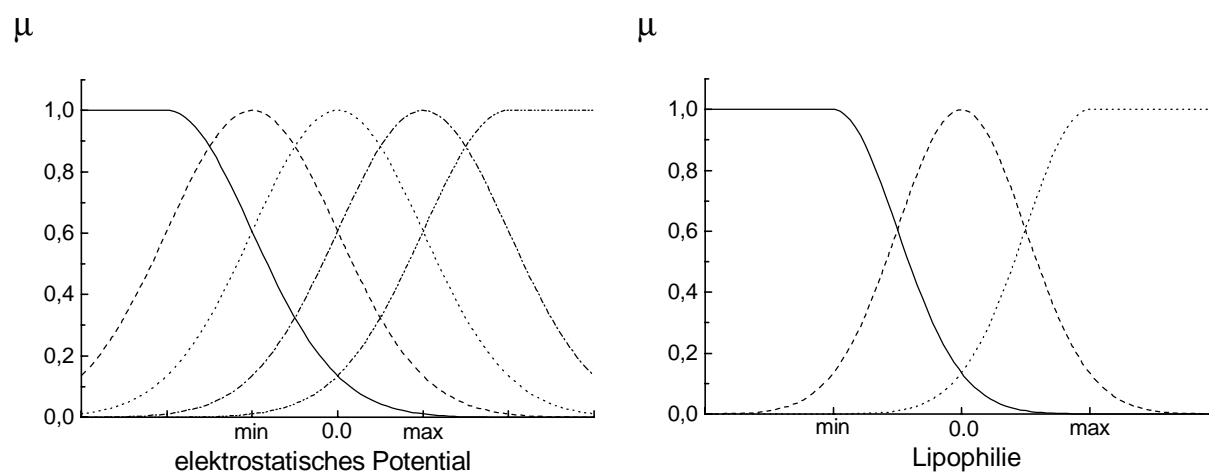 μ
1,0
0,8
0,6
0,4
0,2
0,0
min 0.0 max
elektrostatisches Potential
μ
1,0
0,8
0,6
0,4
0,2
0,0
min 0.0 max
Lipophilie